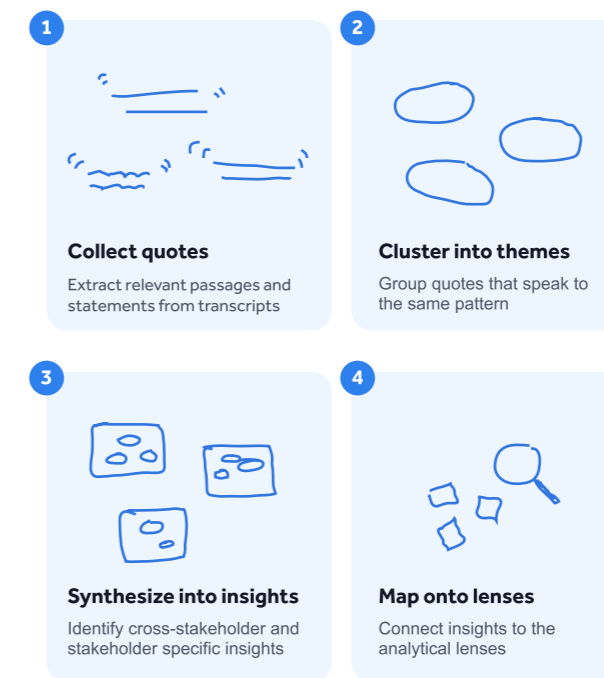 1
Collect quotes
Extract relevant passages and
statements from transcripts
2
Cluster into themes
Group quotes that speak to
the same pattern
3
Synthesize into insights
Identify cross-stakeholder and
stakeholder specific insights
4
Map onto lenses
Connect insights to the
analytical lenses